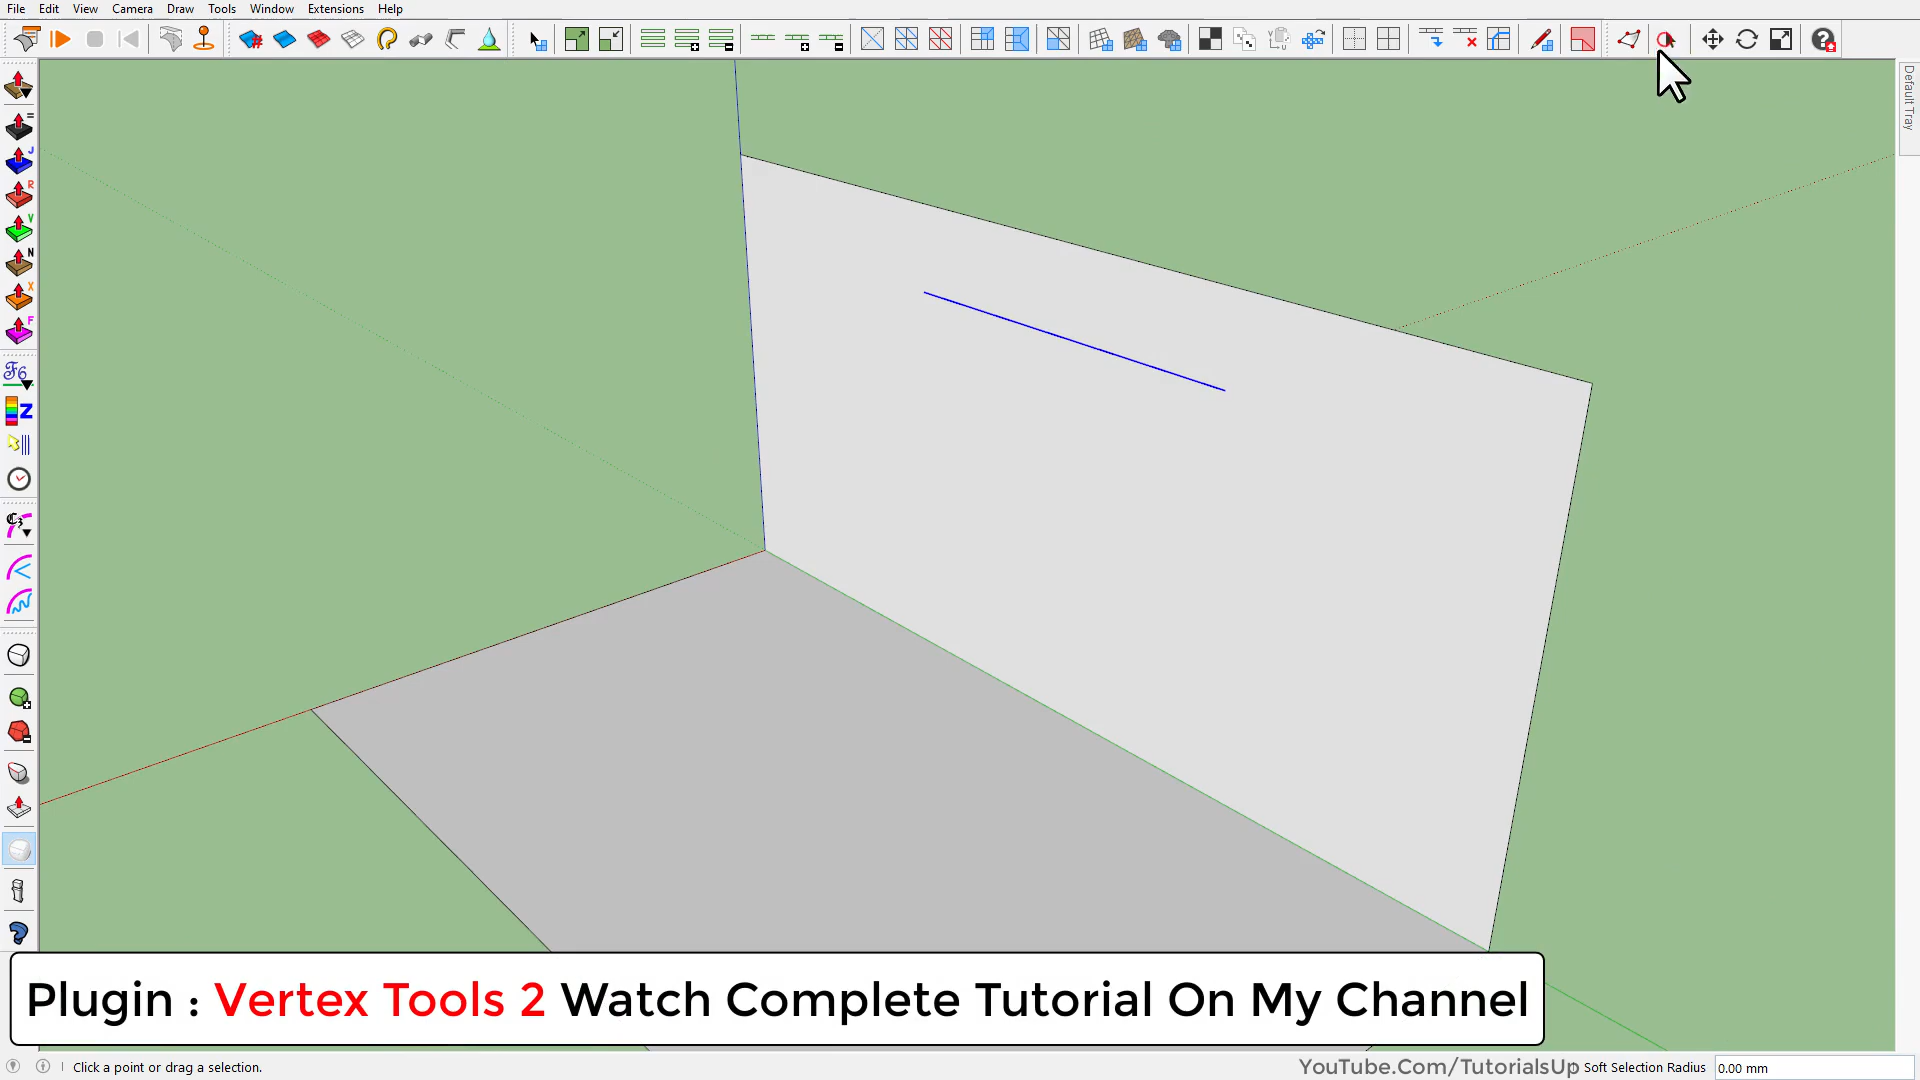 File Edit View Camera Draw Tools Window Extensions Help
Default Tray
J
R
V
N
X
F
F6
Z
Plugin : Vertex Tools 2 Watch Complete Tutorial On My Channel
Click a point or drag a selection.
YouTube.Com/TutorialsUp
Soft Selection Radius 0.00 mm